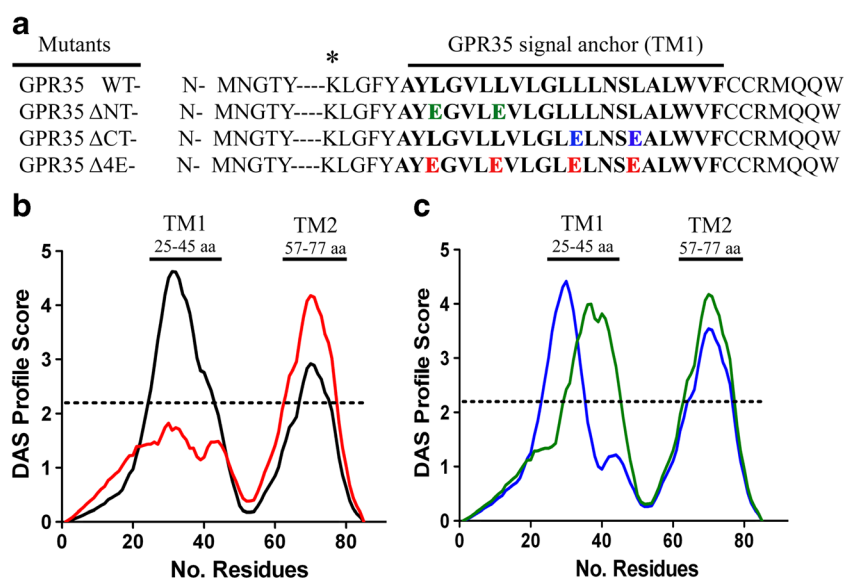 a
Mutants
*
GPR35 signal anchor (TM1)
GPR35 WT- N- MNGTY----KLGFYAYLGVLLVLGLLLNSLALWVFCCRMQQW
GPR35 ΔNT- N- MNGTY----KLGFYAYEGVLEVLGLLLNSLALWVFCCRMQQW
GPR35 ΔCT- N- MNGTY----KLGFYAYLGVLLVLGLELNSEALWVFCCRMQQW
GPR35 Δ4E- N- MNGTY----KLGFYAYEGVLEVLGLELNSEALWVFCCRMQQW
b
TM1
25-45 aa
TM2
57-77 aa
DAS Profile Score
5
4
3
2
1
0
0 20 40 60 80
No. Residues
c
TM1
25-45 aa
TM2
57-77 aa
DAS Profile Score
5
4
3
2
1
0
0 20 40 60 80
No. Residues